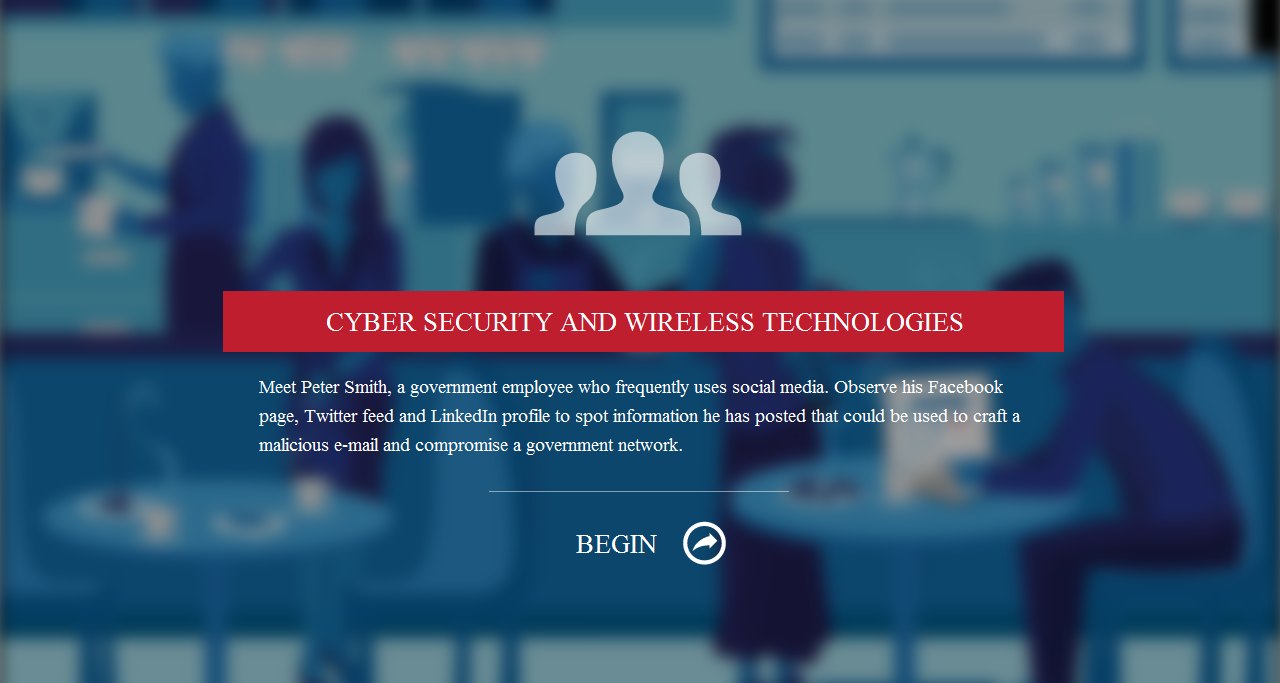 CYBER SECURITY AND WIRELESS TECHNOLOGIES
Meet Peter Smith, a government employee who frequently uses social media. Observe his Facebook
page, Twitter feed and LinkedIn profile to spot information he has posted that could be used to craft a
malicious e-mail and compromise a government network.
BEGIN